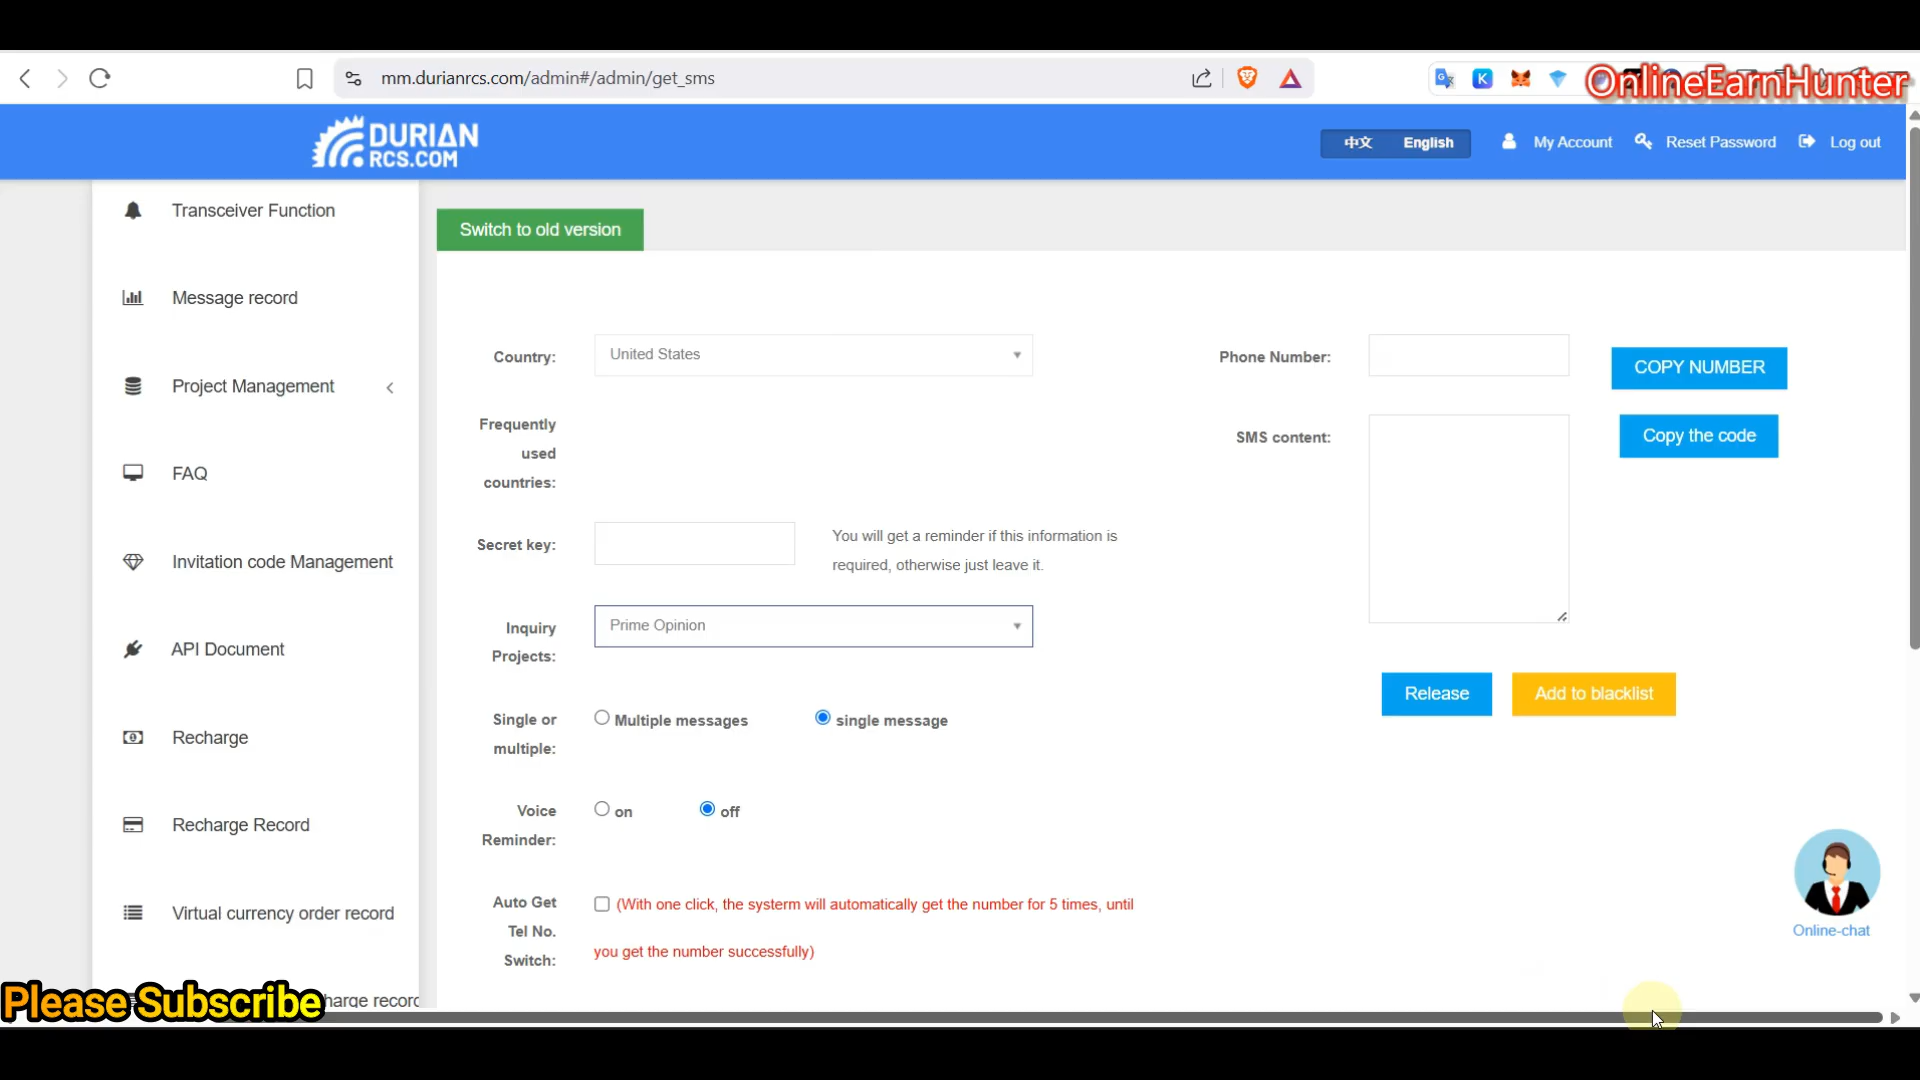 mm.durianrcs.com/admin#/admin/get_sms
OnlineEarnHunter
DURIAN
RCS.COM
中文 English My Account Reset Password Log out
Transceiver Function
Message record
Project Management
FAQ
Invitation code Management
API Document
Recharge
Recharge Record
Virtual currency order record
Switch to old version
Country: United States
Frequently
used
countries:
Secret key:
You will get a reminder if this information is
required, otherwise just leave it.
Inquiry
Projects:
Prime Opinion
Single or
multiple:
Multiple messages single message
Voice
Reminder:
on off
Auto Get
Tel No.
Switch:
(With one click, the systerm will automatically get the number for 5 times, until
you get the number successfully)
Phone Number:
COPY NUMBER
SMS content:
Copy the code
Release Add to blacklist
Online-chat
Please Subscribe